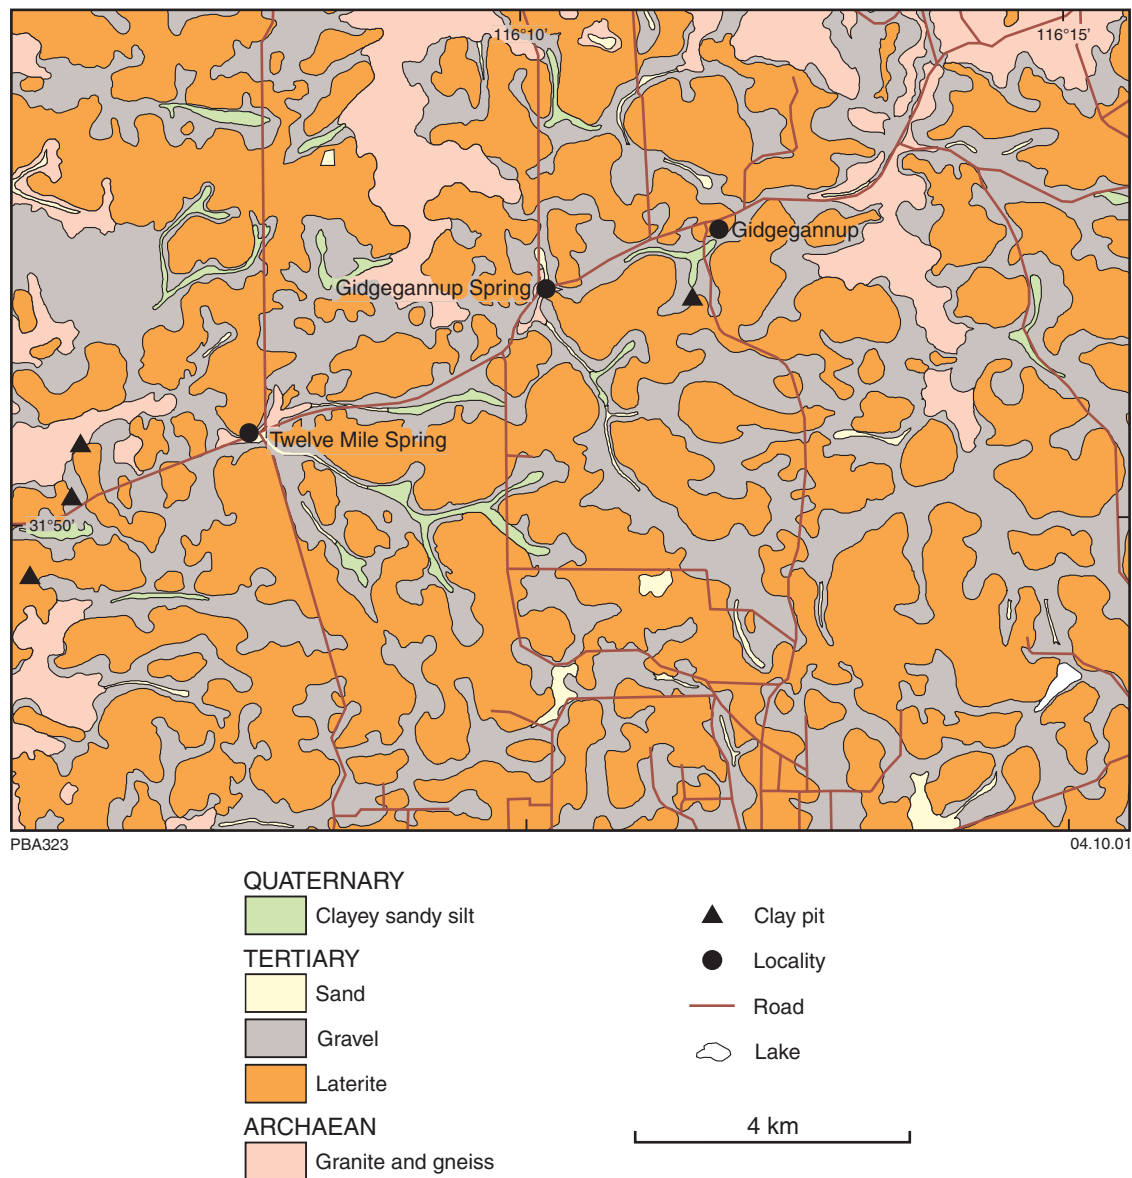 116°10'
116°15'
Gidgegannup
Gidgegannup Spring
Twelve Mile Spring
31°50'
PBA323
04.10.01
QUATERNARY
Clayey sandy silt
TERTIARY
Sand
Gravel
Laterite
ARCHAEAN
Granite and gneiss
Clay pit
Locality
Road
Lake
4 km